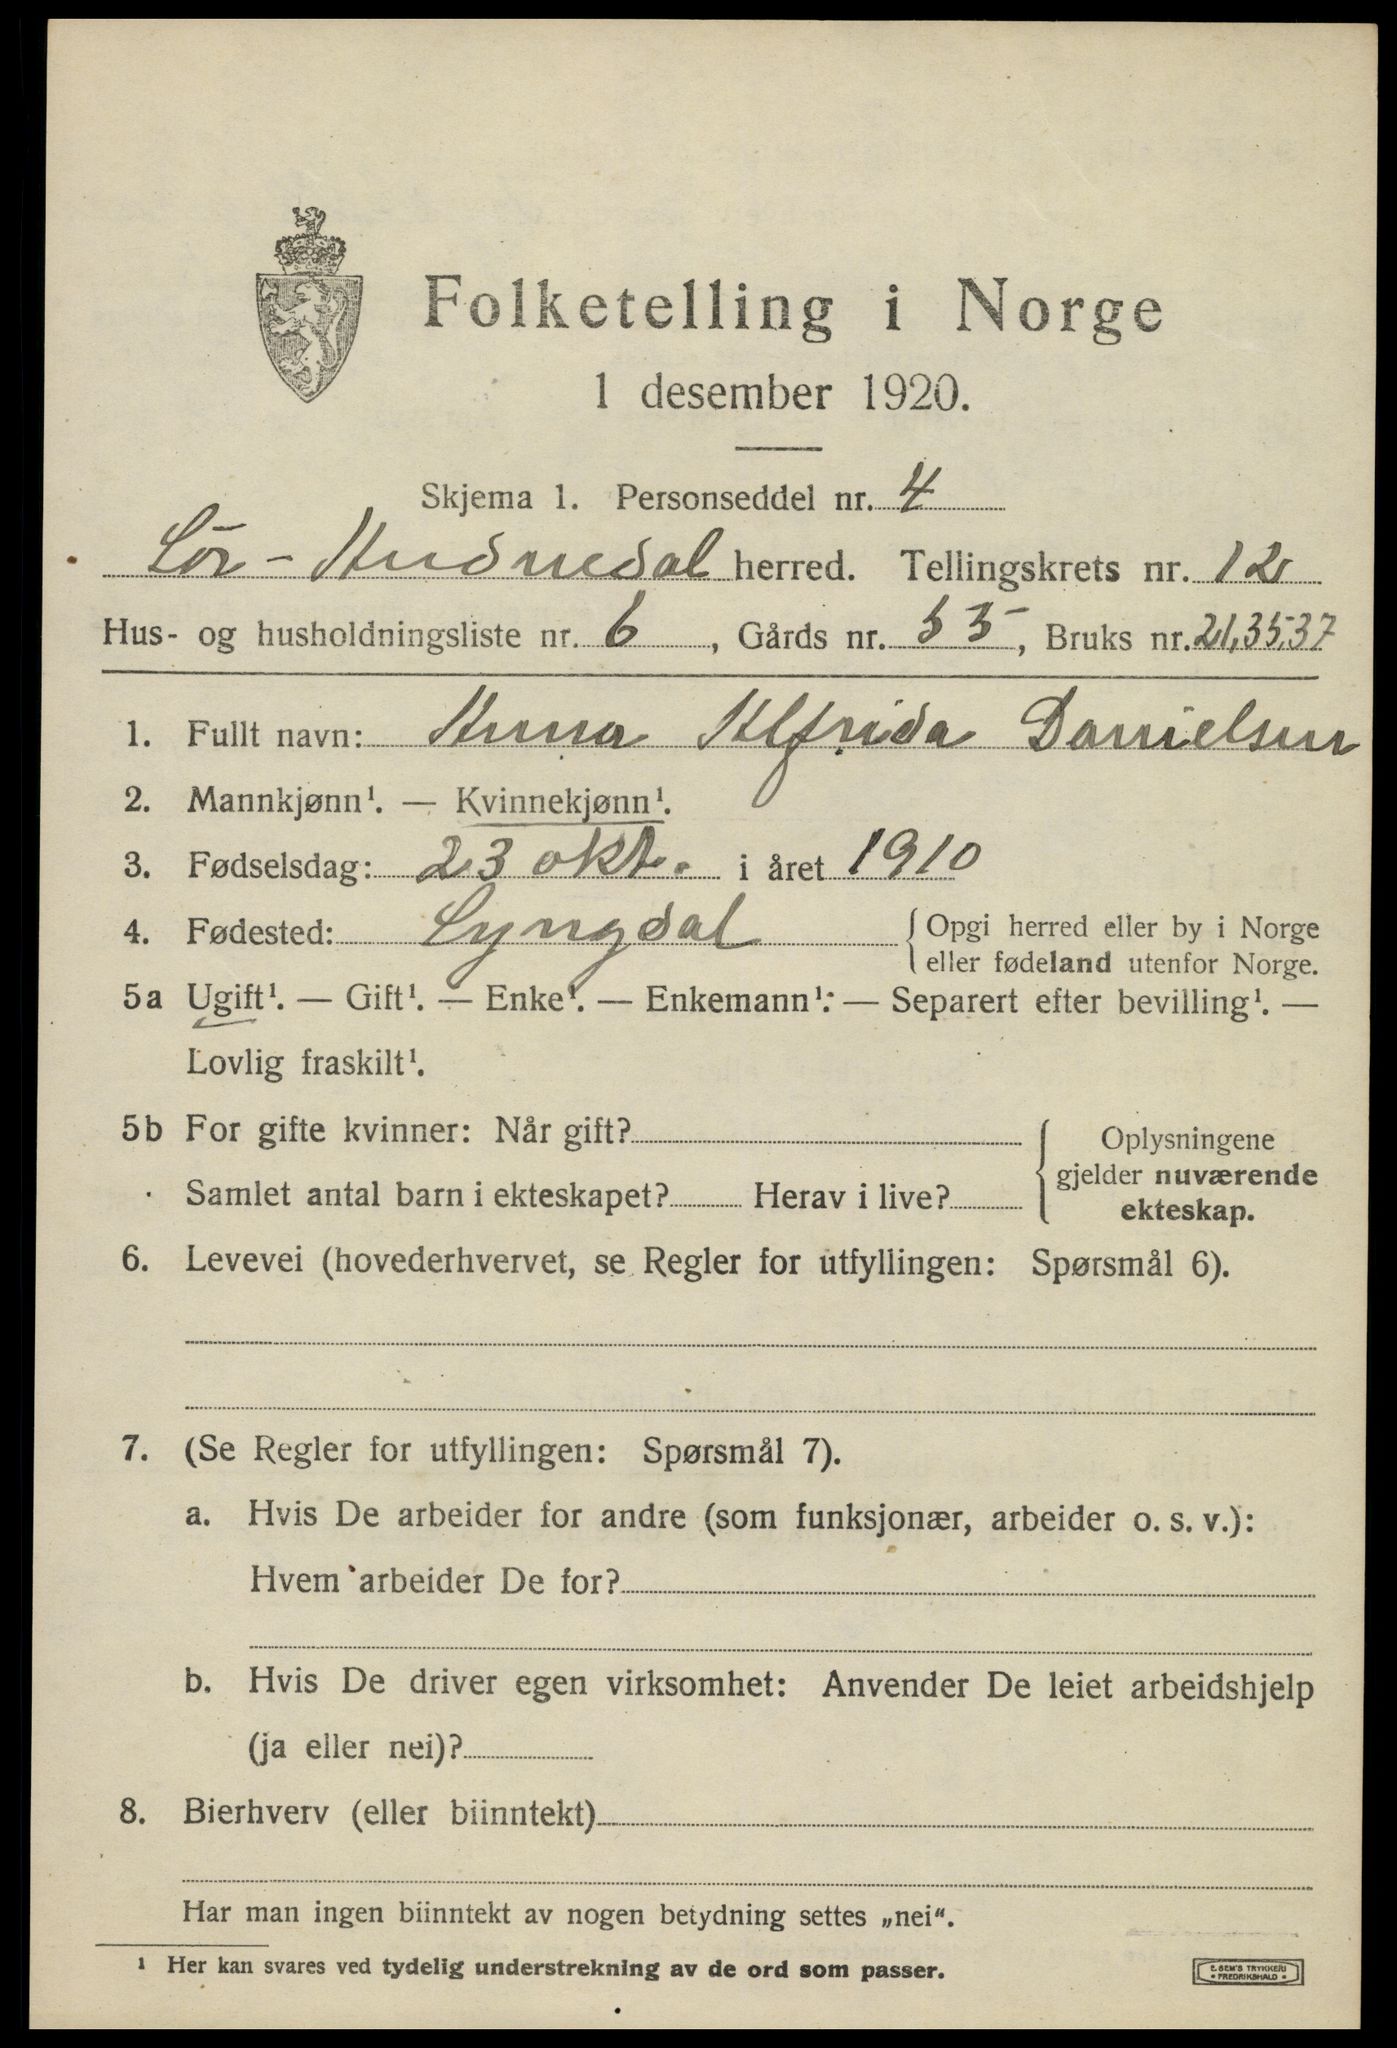 Folketelling i Norge
1 desember 1920.
Skjema 1. Personseddel nr. 4
Sör-Audnedal herred. Tellingskrets nr. 12
Hus- og husholdningsliste nr. 6, Gårds nr. 55, Bruks nr. 21,35,37
1. Fullt navn: Anna Alfrida Danielsen
2. Mannkjønn¹. — Kvinnekjønn¹.
3. Fødselsdag: 23 okt. i året 1910
4. Fødested: Lyngdal { Opgi herred eller by i Norge
eller fødeland utenfor Norge.
5a Ugift¹. — Gift¹. — Enke¹. — Enkemann¹. — Separert efter bevilling¹. —
Lovlig fraskilt¹.
5b For gifte kvinner: Når gift?
Samlet antal barn i ekteskapet? Herav i live?
Oplysningene
gjelder nuværende
ekteskap.
6. Levevei (hovederhvervet, se Regler for utfyllingen: Spørsmål 6).
7. (Se Regler for utfyllingen: Spørsmål 7).
a. Hvis De arbeider for andre (som funksjonær, arbeider o. s. v.):
Hvem arbeider De for?
b. Hvis De driver egen virksomhet: Anvender De leiet arbeidshjelp
(ja eller nei)?
8. Bierhverv (eller biinntekt)
Har man ingen biinntekt av nogen betydning settes „nei“.
¹ Her kan svares ved tydelig understrekning av de ord som passer.
E. SEM'S TRYKKERI
• FREDRIKSHALD •